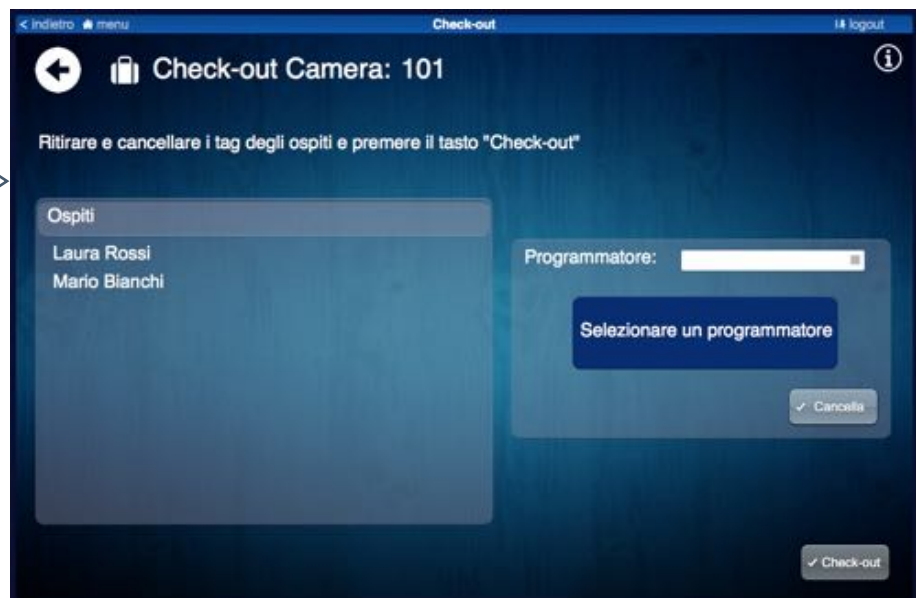 < indietro menu Check-out logout
Check-out Camera: 101
Ritirare e cancellare i tag degli ospiti e premere il tasto "Check-out"
Ospiti
Laura Rossi
Mario Bianchi
Programmatore:
Selezionare un programmatore
✓ Cancella
✓ Check-out